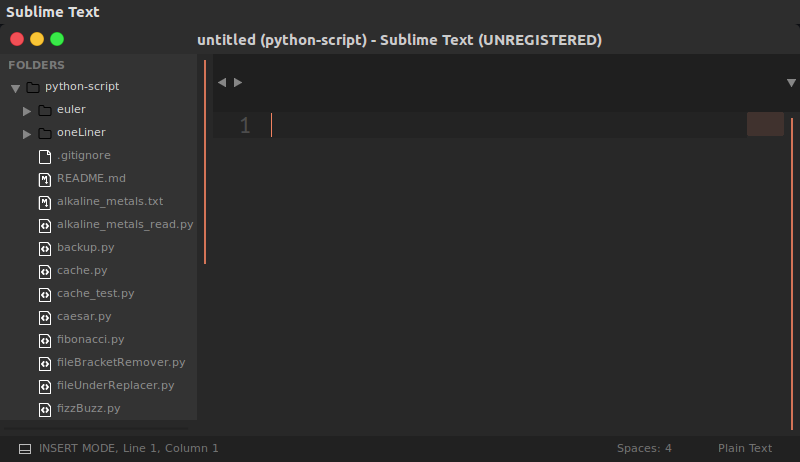 Sublime Text
untitled (python-script) - Sublime Text (UNREGISTERED)
FOLDERS
python-script
euler
oneLiner
.gitignore
README.md
alkaline_metals.txt
alkaline_metals_read.py
backup.py
cache.py
cache_test.py
caesar.py
fibonacci.py
fileBracketRemover.py
fileUnderReplacer.py
fizzBuzz.py
1
INSERT MODE, Line 1, Column 1
Spaces: 4
Plain Text